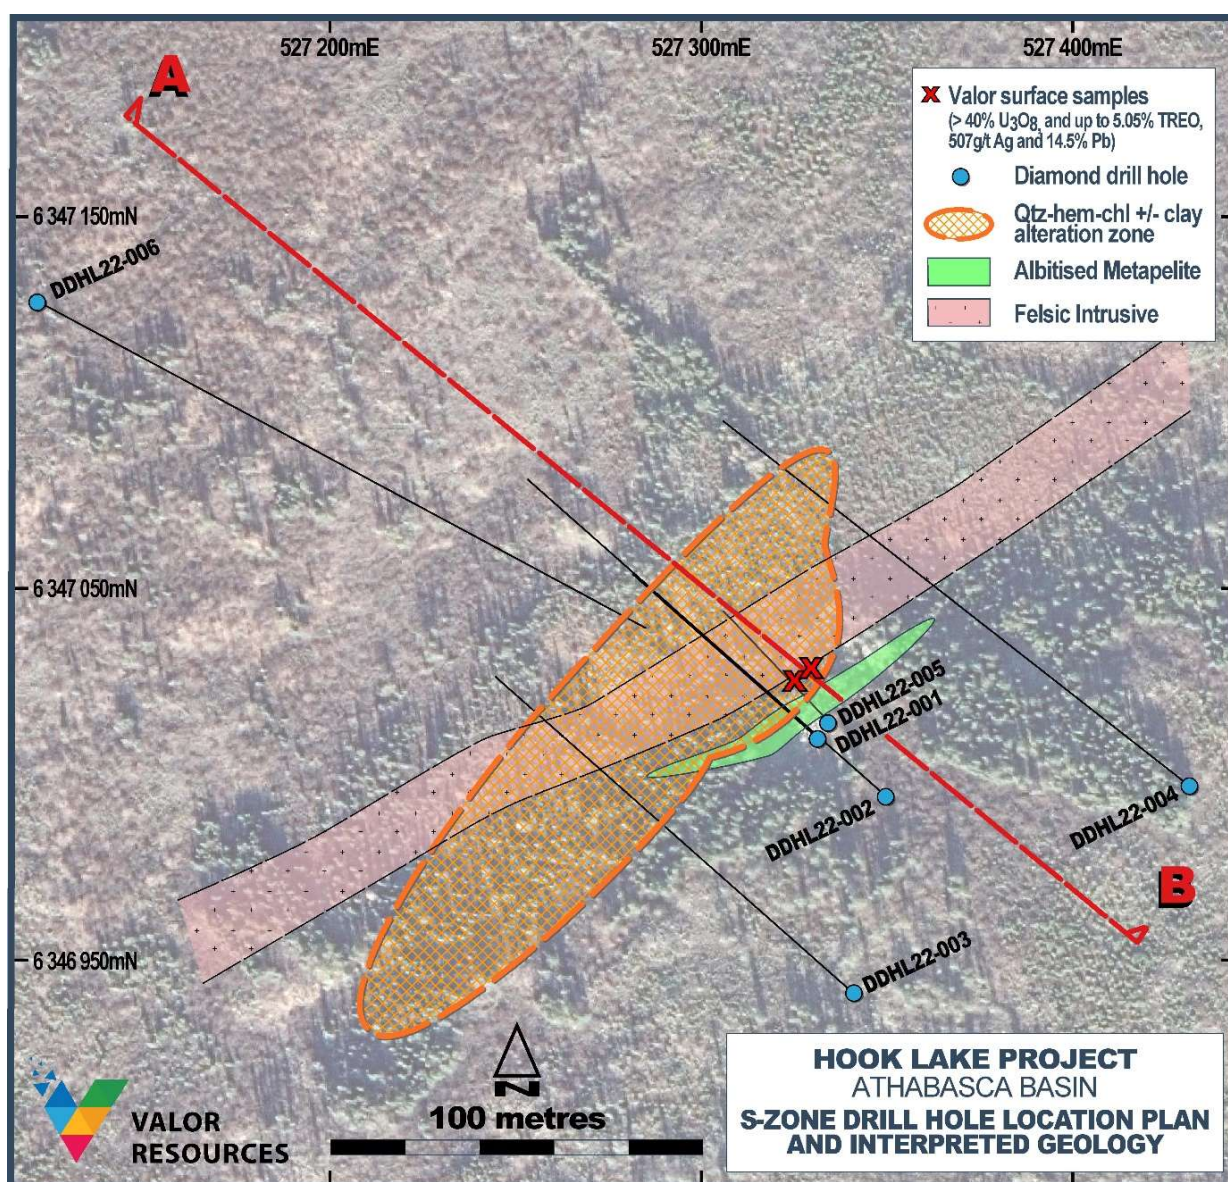 527 200mE
527 300mE
527 400mE
A
X Valor surface samples
(> 40% U3O8, and up to 5.05% TREO,
507g/t Ag and 14.5% Pb)
Diamond drill hole
Qtz-hem-chl +/- clay
alteration zone
Albitised Metapelite
Felsic Intrusive
6 347 150mN
DDHL22-006
6 347 050mN
X X
DDHL22-005
DDHL22-001
DDHL22-002
DDHL22-004
B
6 346 950mN
DDHL22-003
N
100 metres
VALOR
RESOURCES
HOOK LAKE PROJECT
ATHABASCA BASIN
S-ZONE DRILL HOLE LOCATION PLAN
AND INTERPRETED GEOLOGY